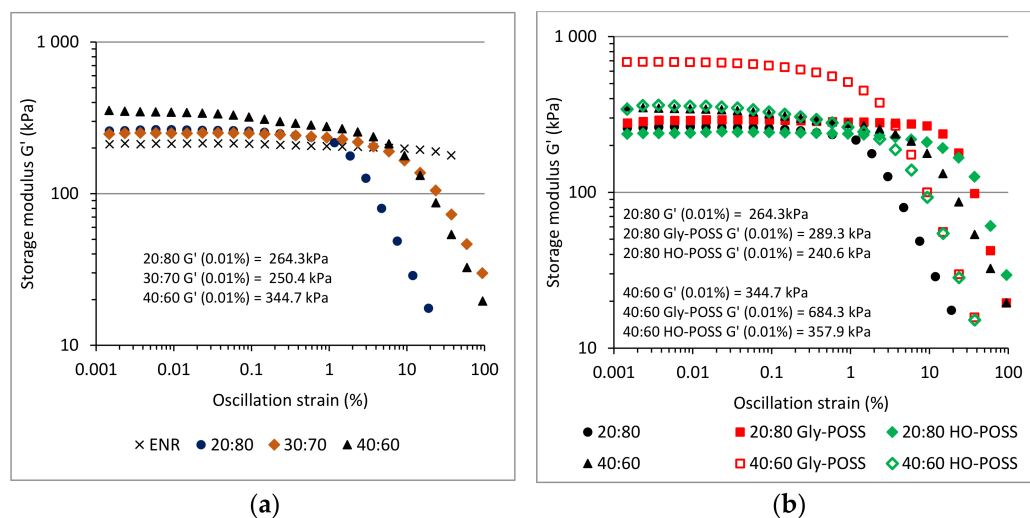 1 000
100
10
Storage modulus G' (kPa)
20:80 G' (0.01%) = 264.3kPa
30:70 G' (0.01%) = 250.4 kPa
40:60 G' (0.01%) = 344.7 kPa
0.001 0.01 0.1 1 10 100
Oscillation strain (%)
ENR 20:80 30:70 40:60
(a)
1 000
100
10
Storage modulus G' (kPa)
20:80 G' (0.01%) = 264.3kPa
20:80 Gly-POSS G' (0.01%) = 289.3 kPa
20:80 HO-POSS G' (0.01%) = 240.6 kPa
40:60 G' (0.01%) = 344.7 kPa
40:60 Gly-POSS G' (0.01%) = 684.3 kPa
40:60 HO-POSS G' (0.01%) = 357.9 kPa
0.001 0.01 0.1 1 10 100
Oscillation strain (%)
20:80 20:80 Gly-POSS 20:80 HO-POSS
40:60 40:60 Gly-POSS 40:60 HO-POSS
(b)